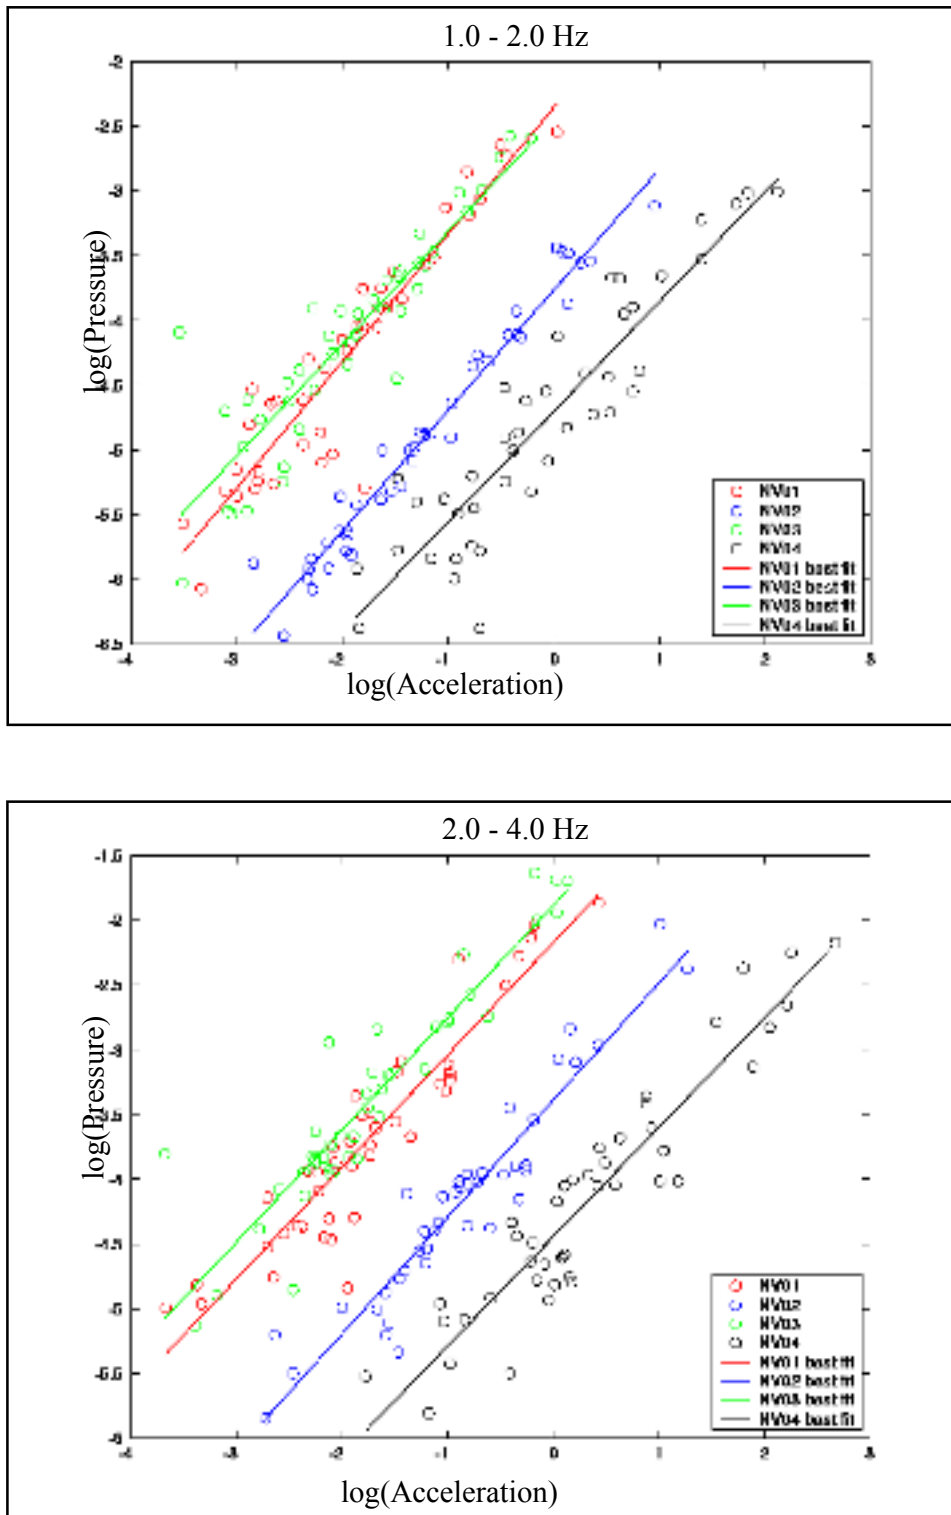 1.0 - 2.0 Hz
-2
-2.5
-3
-3.5
-4
-4.5
-5
-5.5
-6
-6.5
log(Pressure)
-4 -3 -2 -1 0 1 2 3
log(Acceleration)
NV01
NV02
NV03
NV04
NV01 best fit
NV02 best fit
NV03 best fit
NV04 best fit
2.0 - 4.0 Hz
-1.5
-2
-2.5
-3
-3.5
-4
-4.5
-5
-5.5
-6
log(Pressure)
-4 -3 -2 -1 0 1 2 3
log(Acceleration)
NV01
NV02
NV03
NV04
NV01 best fit
NV02 best fit
NV03 best fit
NV04 best fit